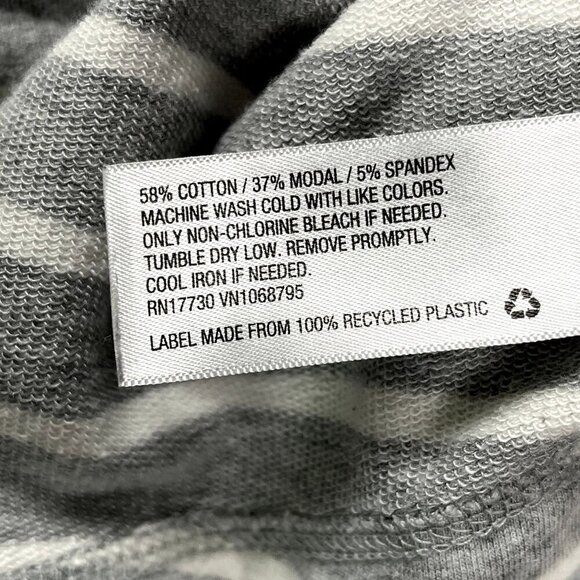 58% COTTON / 37% MODAL / 5% SPANDEX
MACHINE WASH COLD WITH LIKE COLORS.
ONLY NON-CHLORINE BLEACH IF NEEDED.
TUMBLE DRY LOW. REMOVE PROMPTLY.
COOL IRON IF NEEDED.
RN17730 VN1068795
LABEL MADE FROM 100% RECYCLED PLASTIC